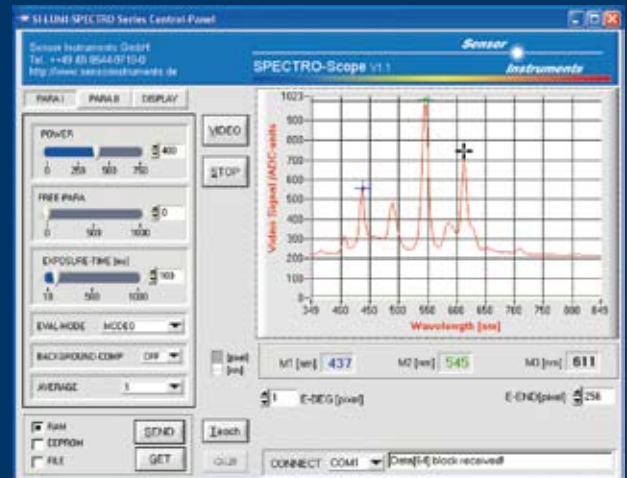 SI-LUMI-SPECTRO Series Control-Panel
Sensor Instruments GmbH
Tel. ++49
http://www.sensorinstruments.de
SPECTRO-Scope V1.1
Sensor
Instruments
PARA I PARA II DISPLAY
POWER
400
0 250 500 750
FREE PARA
0
0 500 1000
EXPOSURE-TIME [ms]
100
10 500 1000
EVAL-MODE MODE0
BACKGROUND-COMP OFF
AVERAGE 1
RAM
EEPROM
FILE
SEND
GET
VIDEO
STOP
[pixel]
[nm]
Teach
Video Signal /ADC-units
1023
900
800
700
600
500
400
300
200
100
0
349 400 450 500 550 600 650 700 750 800 849
Wavelength [nm]
M1 [nm] 437 M2 [nm] 545 M3 [nm] 611
1 E-BEG [pixel] E-END[pixel] 256
CONNECT COM1 Data[64] block received!